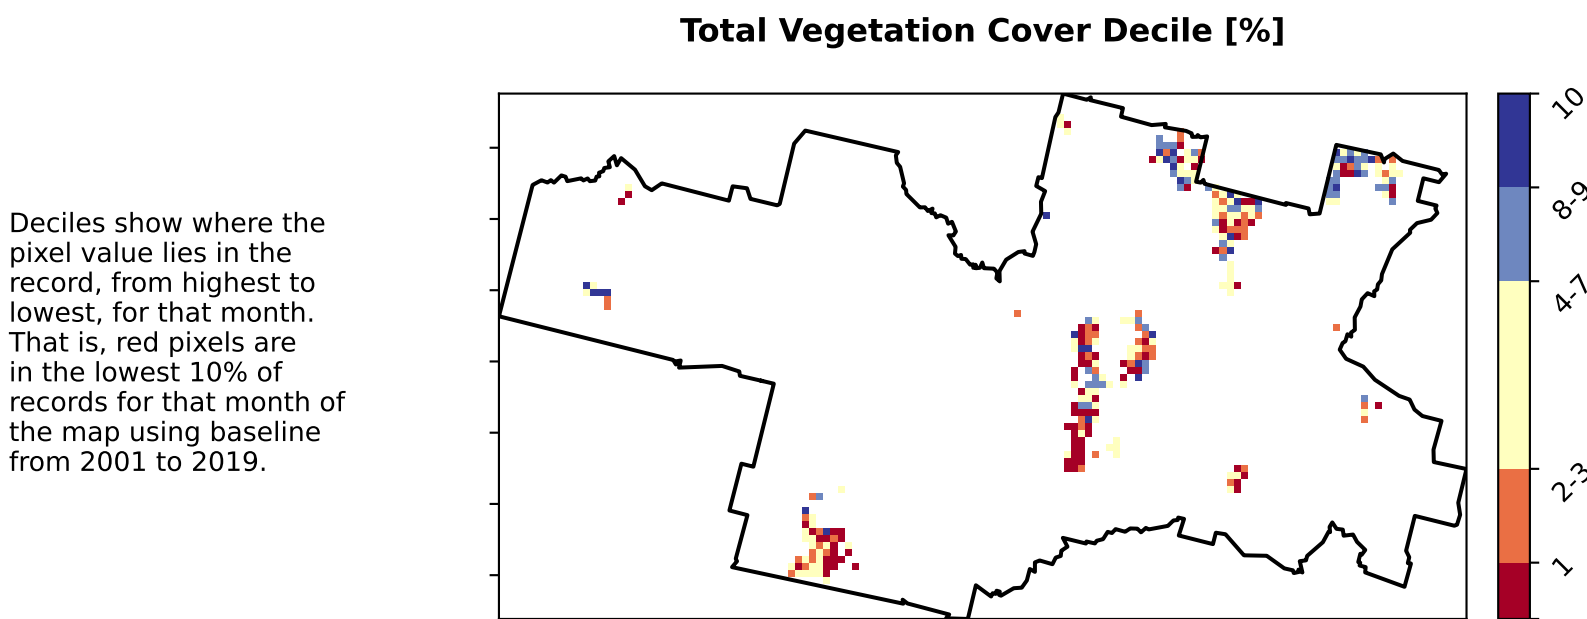 Total Vegetation Cover Decile [%]
Deciles show where the
pixel value lies in the
record, from highest to
lowest, for that month.
That is, red pixels are
in the lowest 10% of
records for that month of
the map using baseline
from 2001 to 2019.
10
8-9
4-7
2-3
1